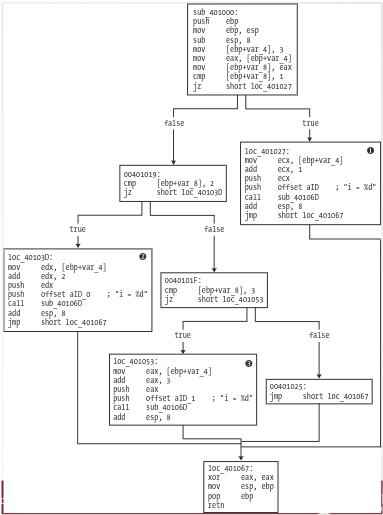 sub_401000:
push ebp
mov ebp, esp
sub esp, 8
mov [ebp+var_4], 3
mov eax, [ebp+var_4]
mov [ebp+var_8], eax
cmp [ebp+var_8], 1
jz short loc_401027
false
true
loc_401027: ❶
mov ecx, [ebp+var_4]
add ecx, 1
push ecx
push offset aID ; "i = %d"
call sub_40106D
add esp, 8
jmp short loc_401067
00401019:
cmp [ebp+var_8], 2
jz short loc_40103D
true
false
loc_40103D: ❷
mov edx, [ebp+var_4]
add edx, 2
push edx
push offset aID_0 ; "i = %d"
call sub_40106D
add esp, 8
jmp short loc_401067
0040101F:
cmp [ebp+var_8], 3
jz short loc_401053
true
false
loc_401053: ❸
mov eax, [ebp+var_4]
add eax, 3
push eax
push offset aID_1 ; "i = %d"
call sub_40106D
add esp, 8
00401025:
jmp short loc_401067
loc_401067:
xor eax, eax
mov esp, ebp
pop ebp
retn